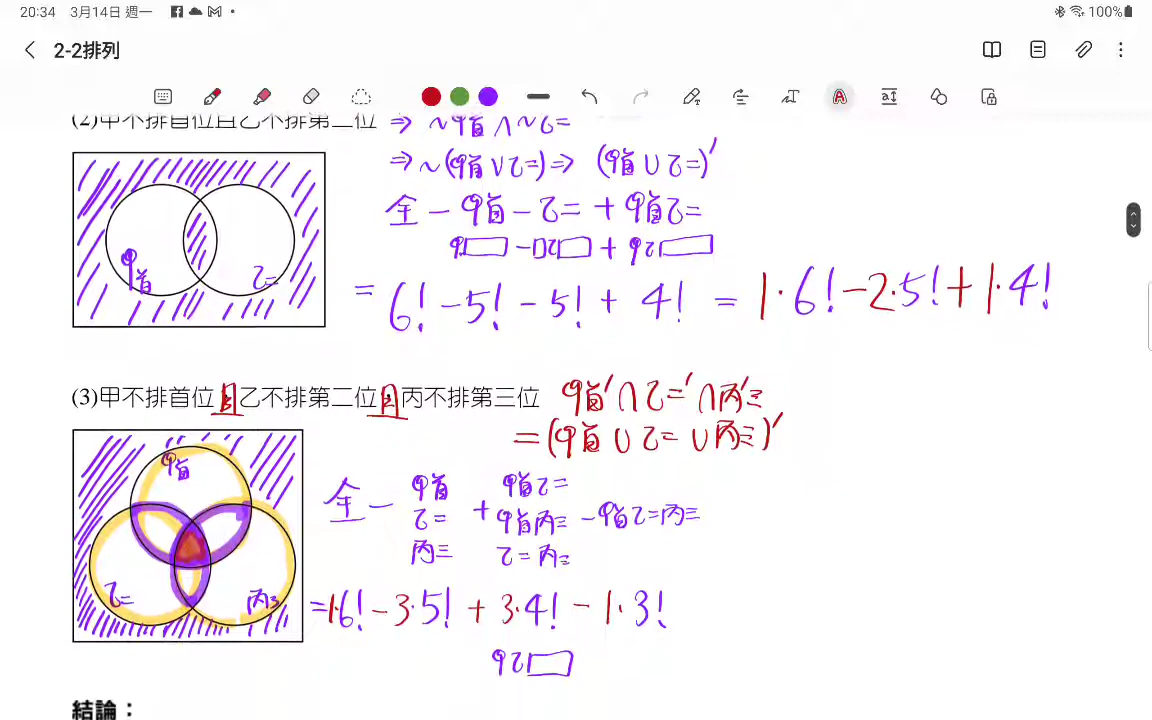 20:34 3月14日 週一 100%
2-2排列
(2)甲不排首位且乙不排第二位 ⇒ ~甲首∧~乙二
⇒ ~(甲首∨乙二) ⇒ (甲首∪乙二)'
全 - 甲首 - 乙二 + 甲首乙二
甲 - 乙 + 甲乙
甲首 乙二
= 6! - 5! - 5! + 4! = 1·6! - 2·5! + 1·4!
(3)甲不排首位且乙不排第二位且丙不排第三位 甲首'∩乙二'∩丙三'
= (甲首∪乙二∪丙三)'
甲首 乙二 丙三
全 - 甲首 + 甲首乙二
乙二 甲首丙三 - 甲首乙二丙三
丙三 乙二丙三
= 1·6! - 3·5! + 3·4! - 1·3!
甲乙
結論：